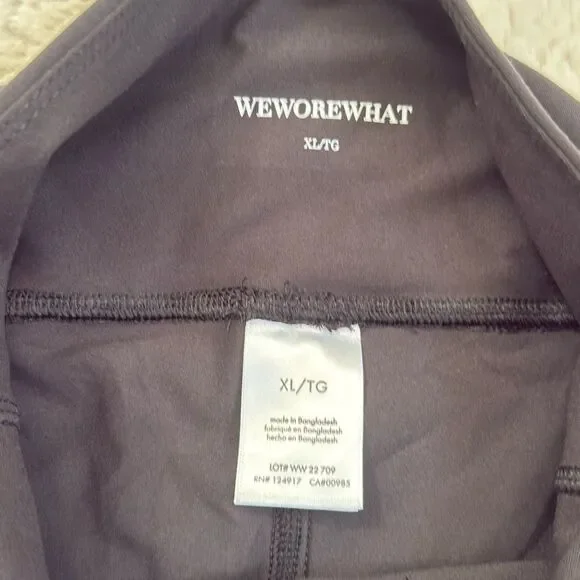 WEWOREWHAT
XL/TG
XL/TG
made in Bangladesh
fabriqué en Bangladesh
hecho en Bangladesh
LOT# WW 22 709
RN# 124917 CA#00985